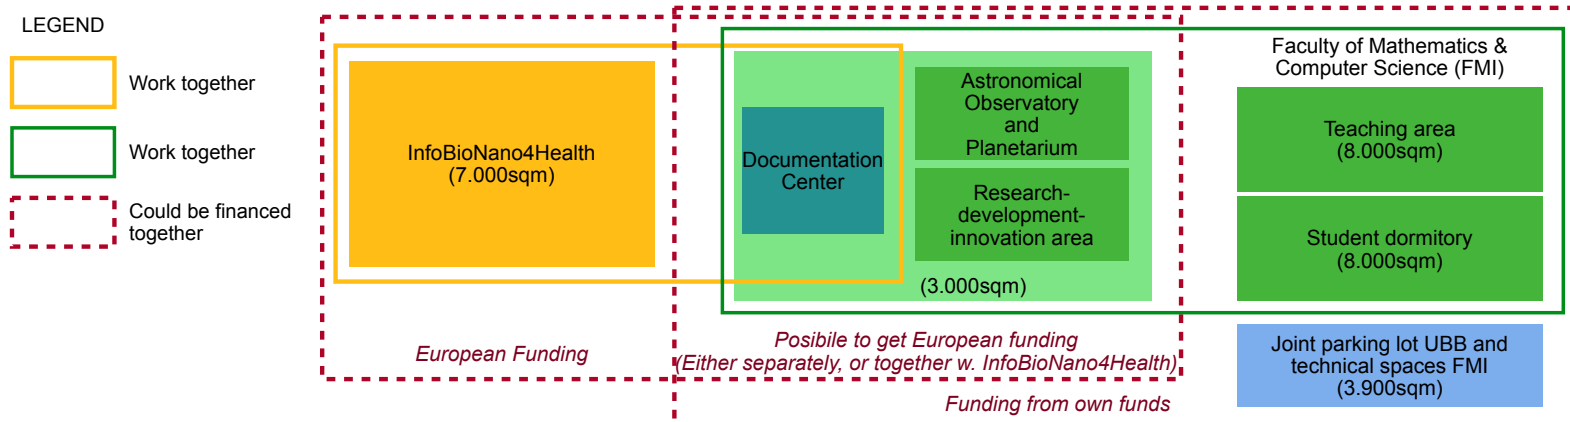 LEGEND
Work together
Work together
Could be financed
together
InfoBioNano4Health
(7.000sqm)
European Funding
Documentation
Center
Astronomical
Observatory
and
Planetarium
Research-
development-
innovation area
(3.000sqm)
Posibile to get European funding
(Either separately, or together w. InfoBioNano4Health)
Funding from own funds
Faculty of Mathematics &
Computer Science (FMI)
Teaching area
(8.000sqm)
Student dormitory
(8.000sqm)
Joint parking lot UBB and
technical spaces FMI
(3.900sqm)